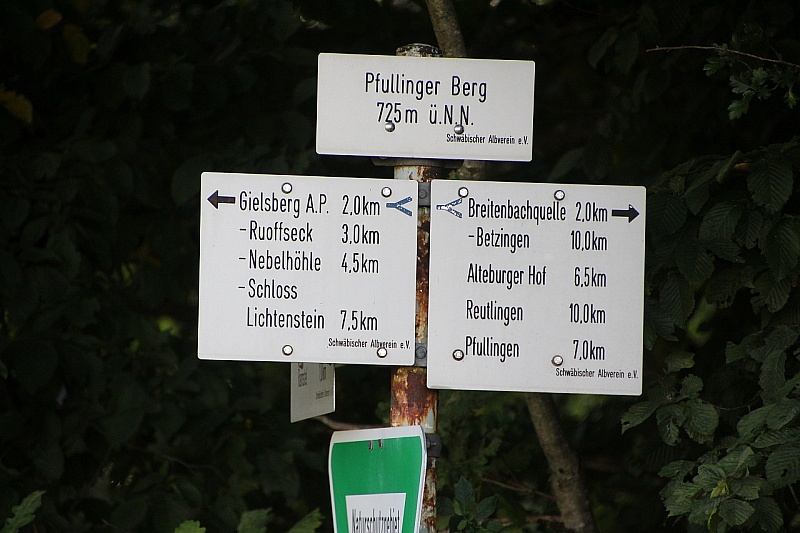 Pfullinger Berg
725m ü.N.N.
Schwäbischer Albverein e.V.
Gielsberg A.P. 2,0km
-Ruoffseck 3,0km
-Nebelhöhle 4,5km
-Schloss
Lichtenstein 7,5km
Schwäbischer Albverein e.V.
Breitenbachquelle 2,0km
-Betzingen 10,0km
Alteburger Hof 6,5km
Reutlingen 10,0km
Pfullingen 7,0km
Schwäbischer Albverein e.V.
Naturschutzgebiet